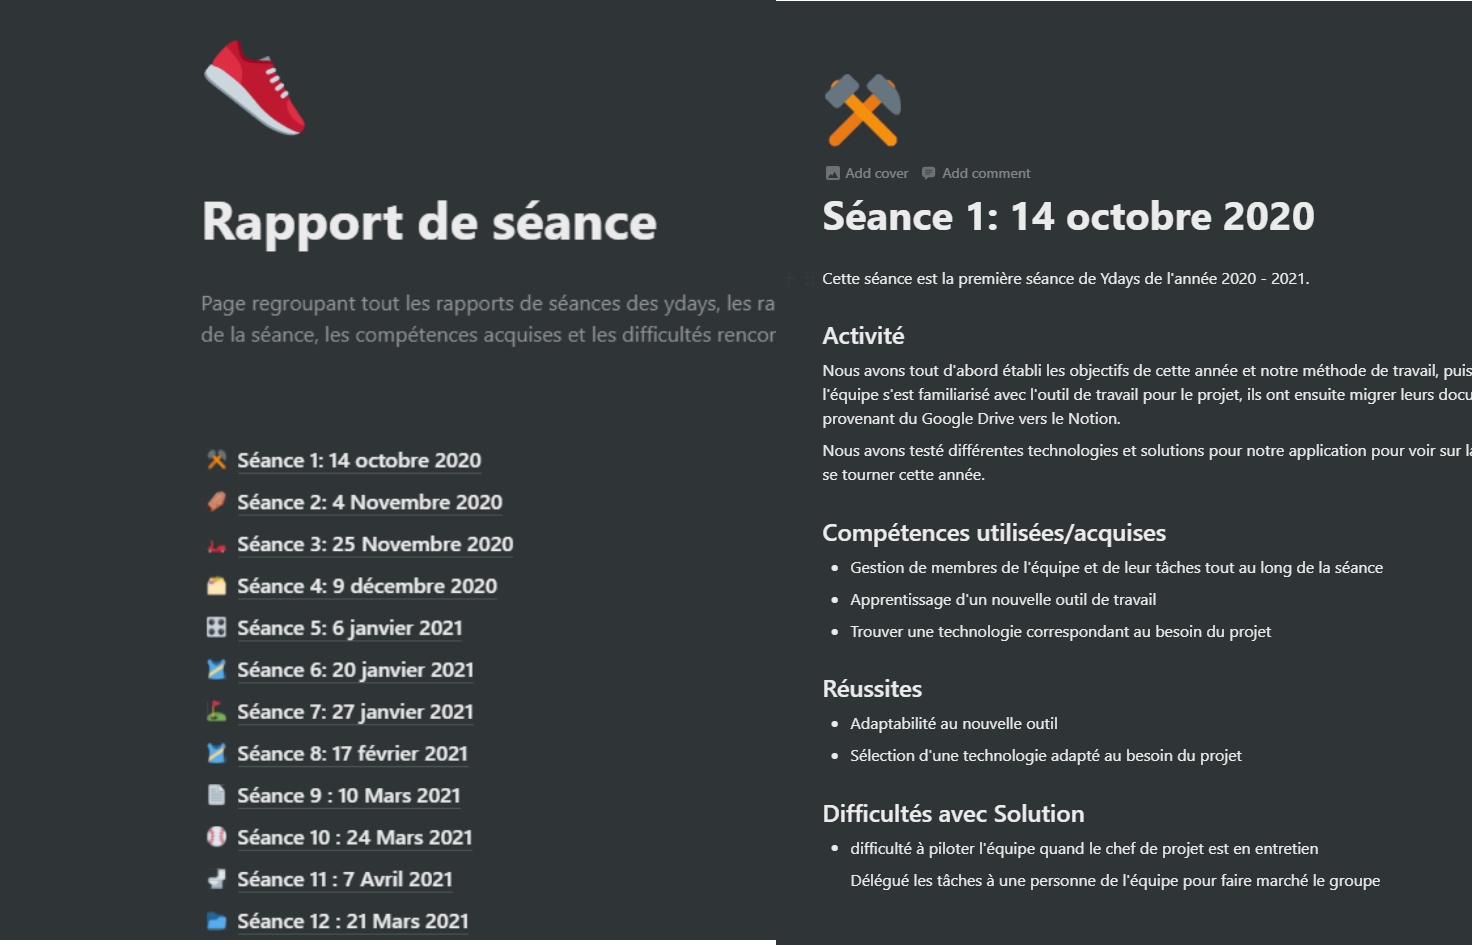 Rapport de séance
Page regroupant tout les rapports de séances des ydays, les ra
de la séance, les compétences acquises et les difficultés rencor
Séance 1: 14 octobre 2020
Séance 2: 4 Novembre 2020
Séance 3: 25 Novembre 2020
Séance 4: 9 décembre 2020
Séance 5: 6 janvier 2021
Séance 6: 20 janvier 2021
Séance 7: 27 janvier 2021
Séance 8: 17 février 2021
Séance 9 : 10 Mars 2021
Séance 10 : 24 Mars 2021
Séance 11 : 7 Avril 2021
Séance 12 : 21 Mars 2021
Add cover Add comment
Séance 1: 14 octobre 2020
Cette séance est la première séance de Ydays de l'année 2020 - 2021.
Activité
Nous avons tout d'abord établi les objectifs de cette année et notre méthode de travail, puis
l'équipe s'est familiarisé avec l'outil de travail pour le projet, ils ont ensuite migrer leurs docu
provenant du Google Drive vers le Notion.
Nous avons testé différentes technologies et solutions pour notre application pour voir sur la
se tourner cette année.
Compétences utilisées/acquises
• Gestion de membres de l'équipe et de leur tâches tout au long de la séance
• Apprentissage d'un nouvelle outil de travail
• Trouver une technologie correspondant au besoin du projet
Réussites
• Adaptabilité au nouvelle outil
• Sélection d'une technologie adapté au besoin du projet
Difficultés avec Solution
• difficulté à piloter l'équipe quand le chef de projet est en entretien
Délégué les tâches à une personne de l'équipe pour faire marché le groupe